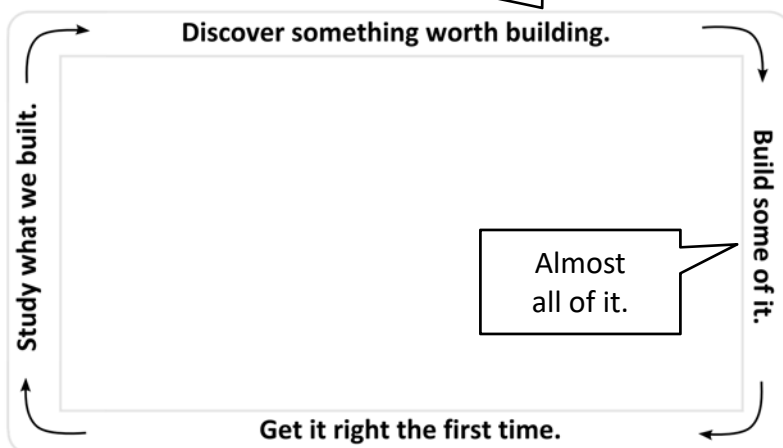 Discover something worth building.
Build some of it.
Almost
all of it.
Get it right the first time.
Study what we built.